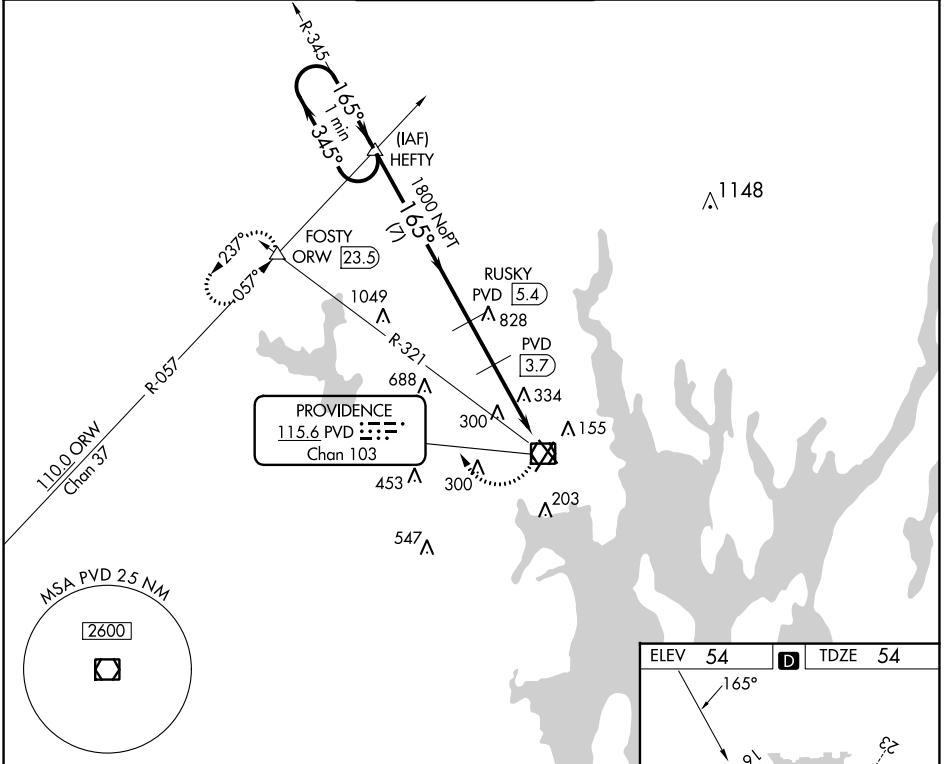 R-345
165°
1 min
345°
(IAF)
HEFTY
1148
1800 NoPT
165°
(7)
237°
FOSTY
ORW 23.5
057°
RUSKY
PVD 5.4
1049
828
R-321
PVD
3.7
R-057
688
334
PROVIDENCE
115.6 PVD
Chan 103
300
155
110.0 ORW
Chan 37
453
300
203
547
MSA PVD 25 NM
2600
ELEV 54
D
TDZE 54
165°
16
23